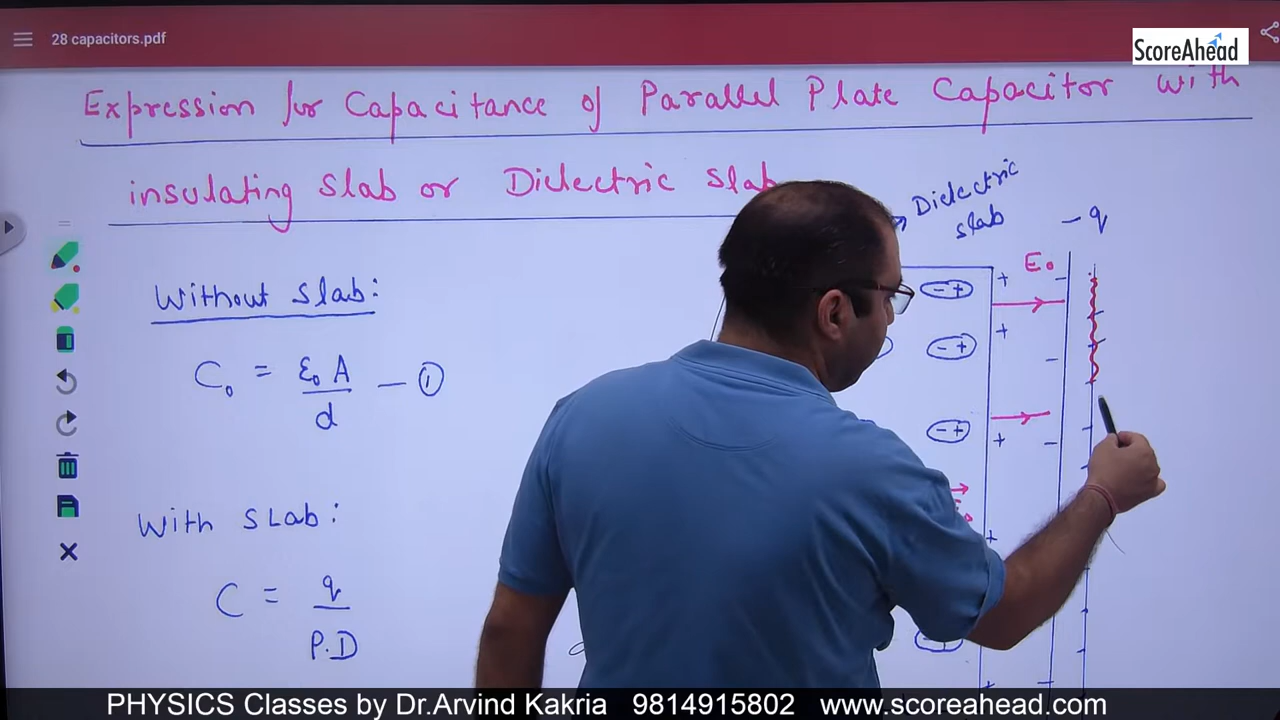 28 capacitors.pdf
ScoreAhead
Expression for Capacitance of Parallel Plate Capacitor with
insulating slab or Dielectric slab
Dielectric
slab
- q
E₀
Without Slab:
C₀ = ε₀ A / d — ①
With SLab:
C = q / P.D
PHYSICS Classes by Dr.Arvind Kakria 9814915802 www.scoreahead.com